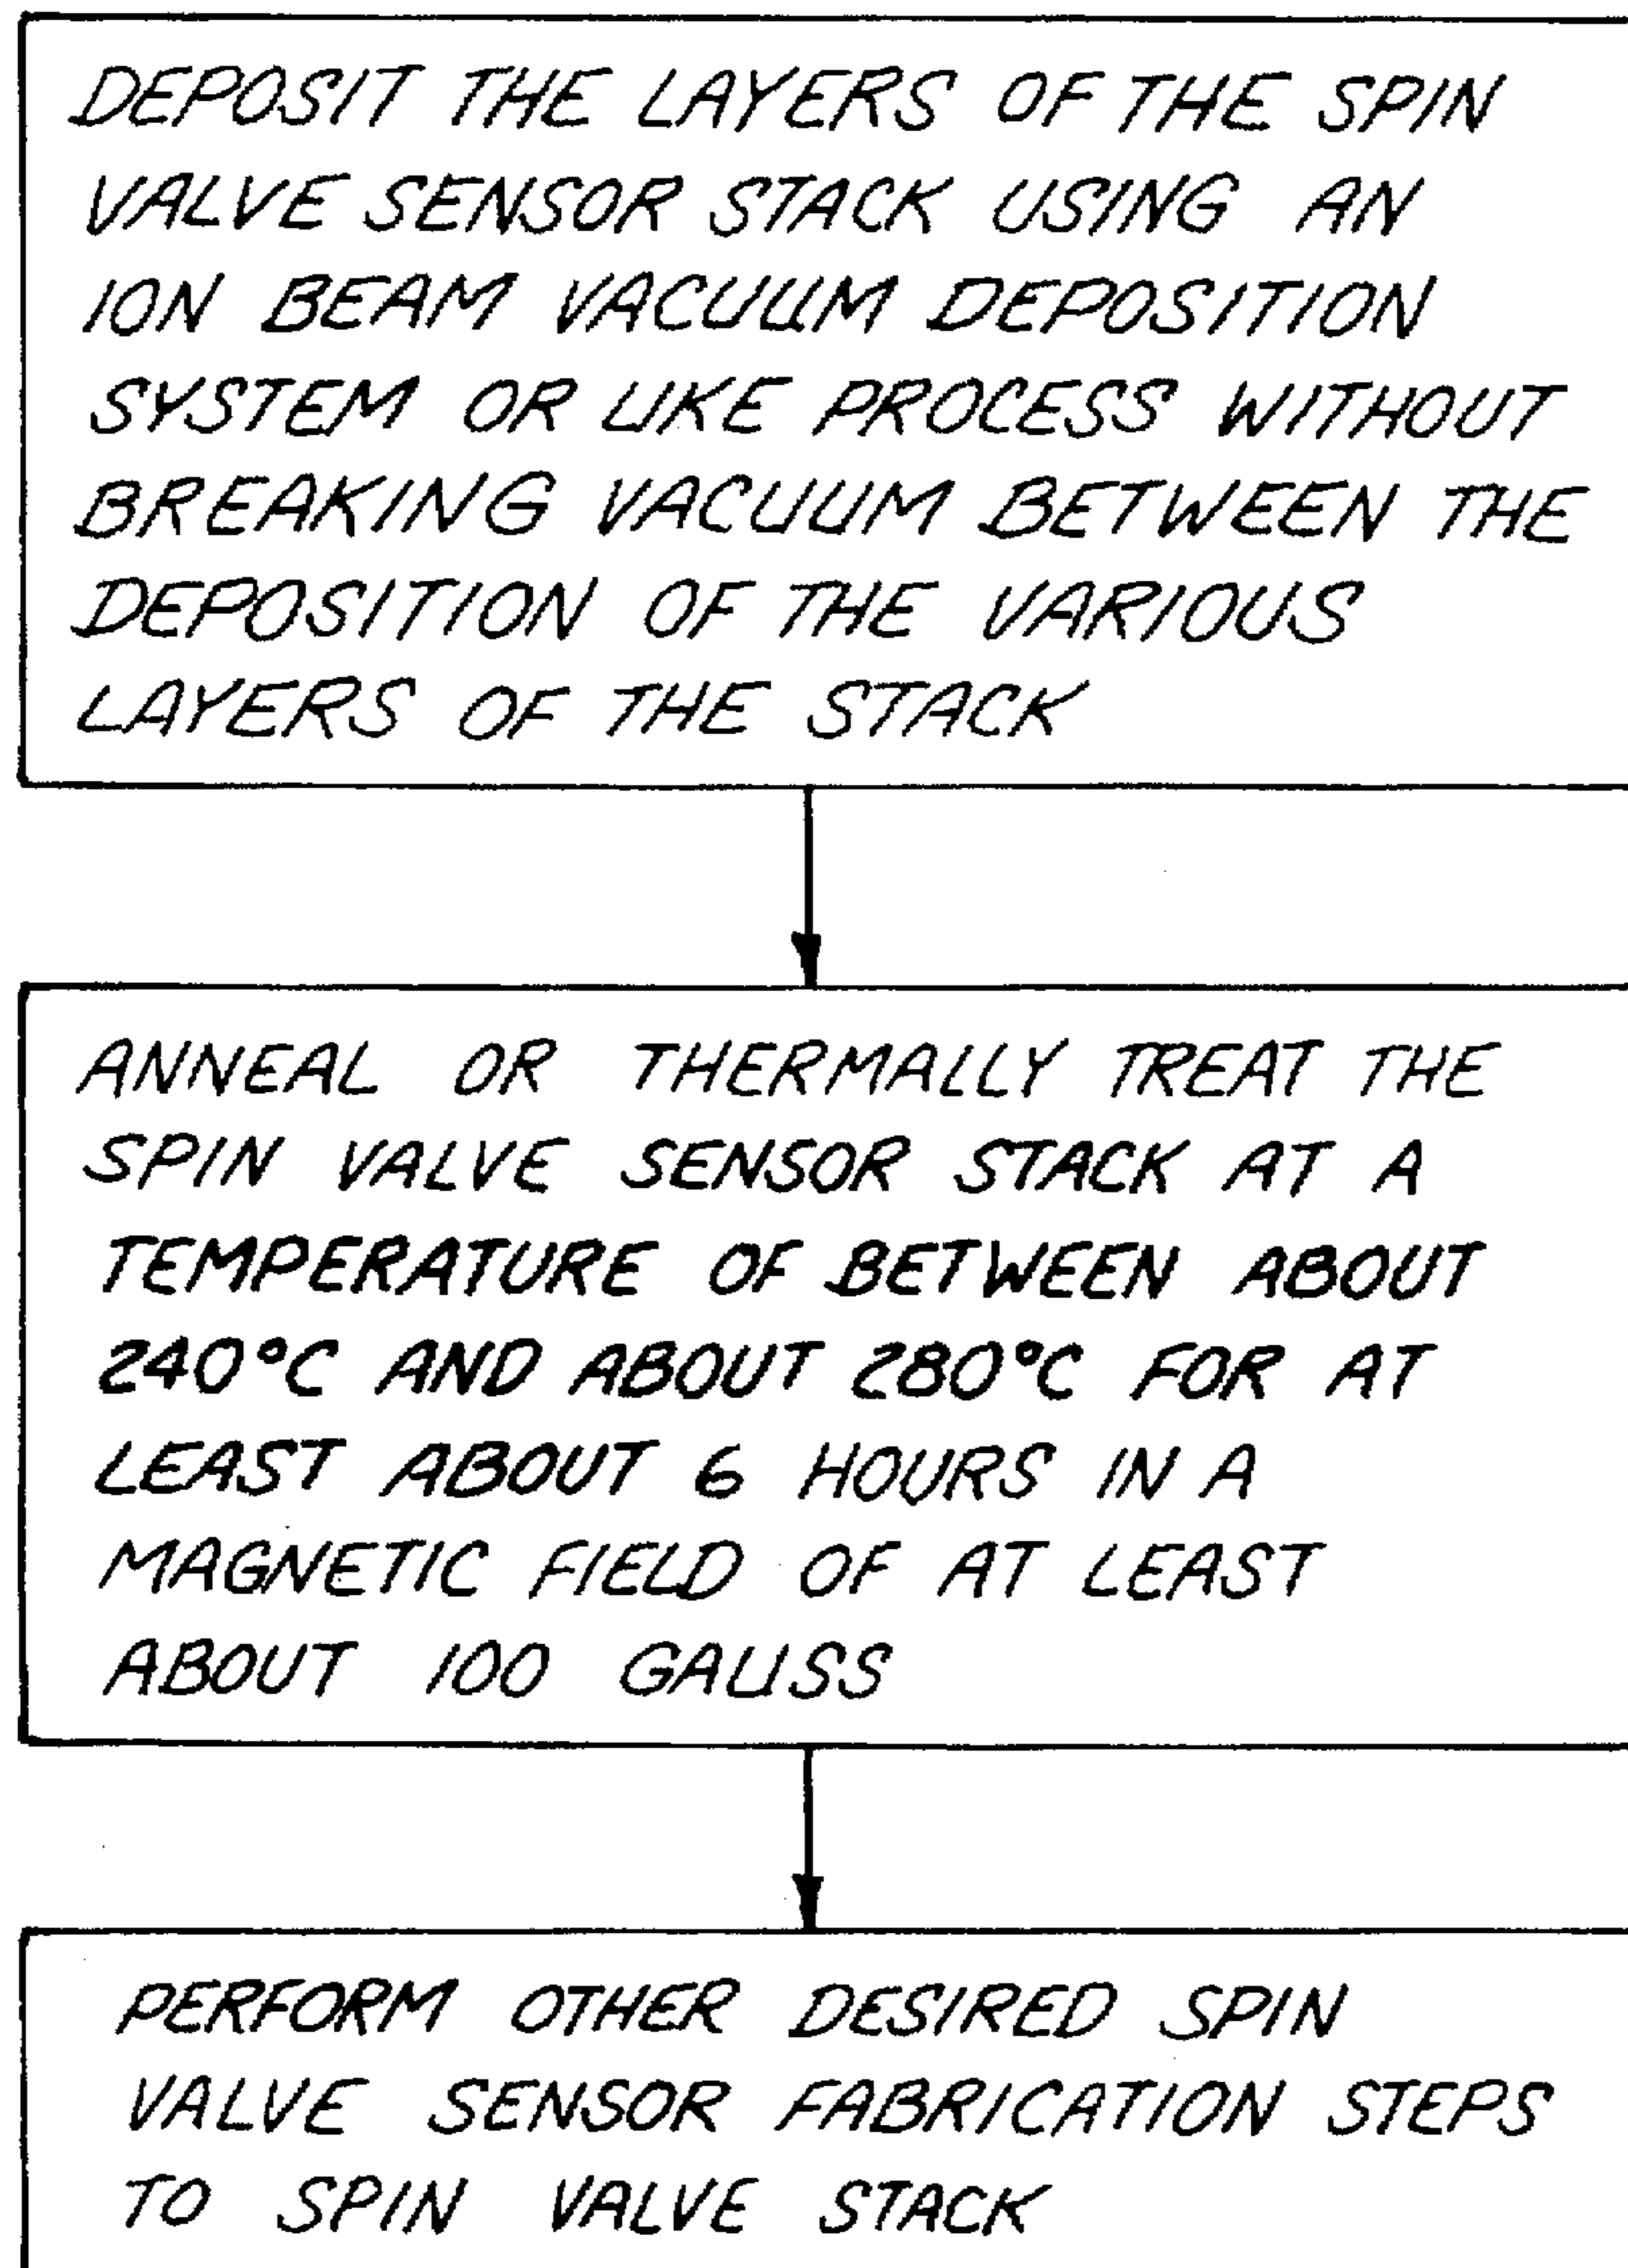 DEPOSIT THE LAYERS OF THE SPIN
VALVE SENSOR STACK USING AN
ION BEAM VACUUM DEPOSITION
SYSTEM OR LIKE PROCESS WITHOUT
BREAKING VACUUM BETWEEN THE
DEPOSITION OF THE VARIOUS
LAYERS OF THE STACK
ANNEAL OR THERMALLY TREAT THE
SPIN VALVE SENSOR STACK AT A
TEMPERATURE OF BETWEEN ABOUT
240°C AND ABOUT 280°C FOR AT
LEAST ABOUT 6 HOURS IN A
MAGNETIC FIELD OF AT LEAST
ABOUT 100 GAUSS
PERFORM OTHER DESIRED SPIN
VALVE SENSOR FABRICATION STEPS
TO SPIN VALVE STACK